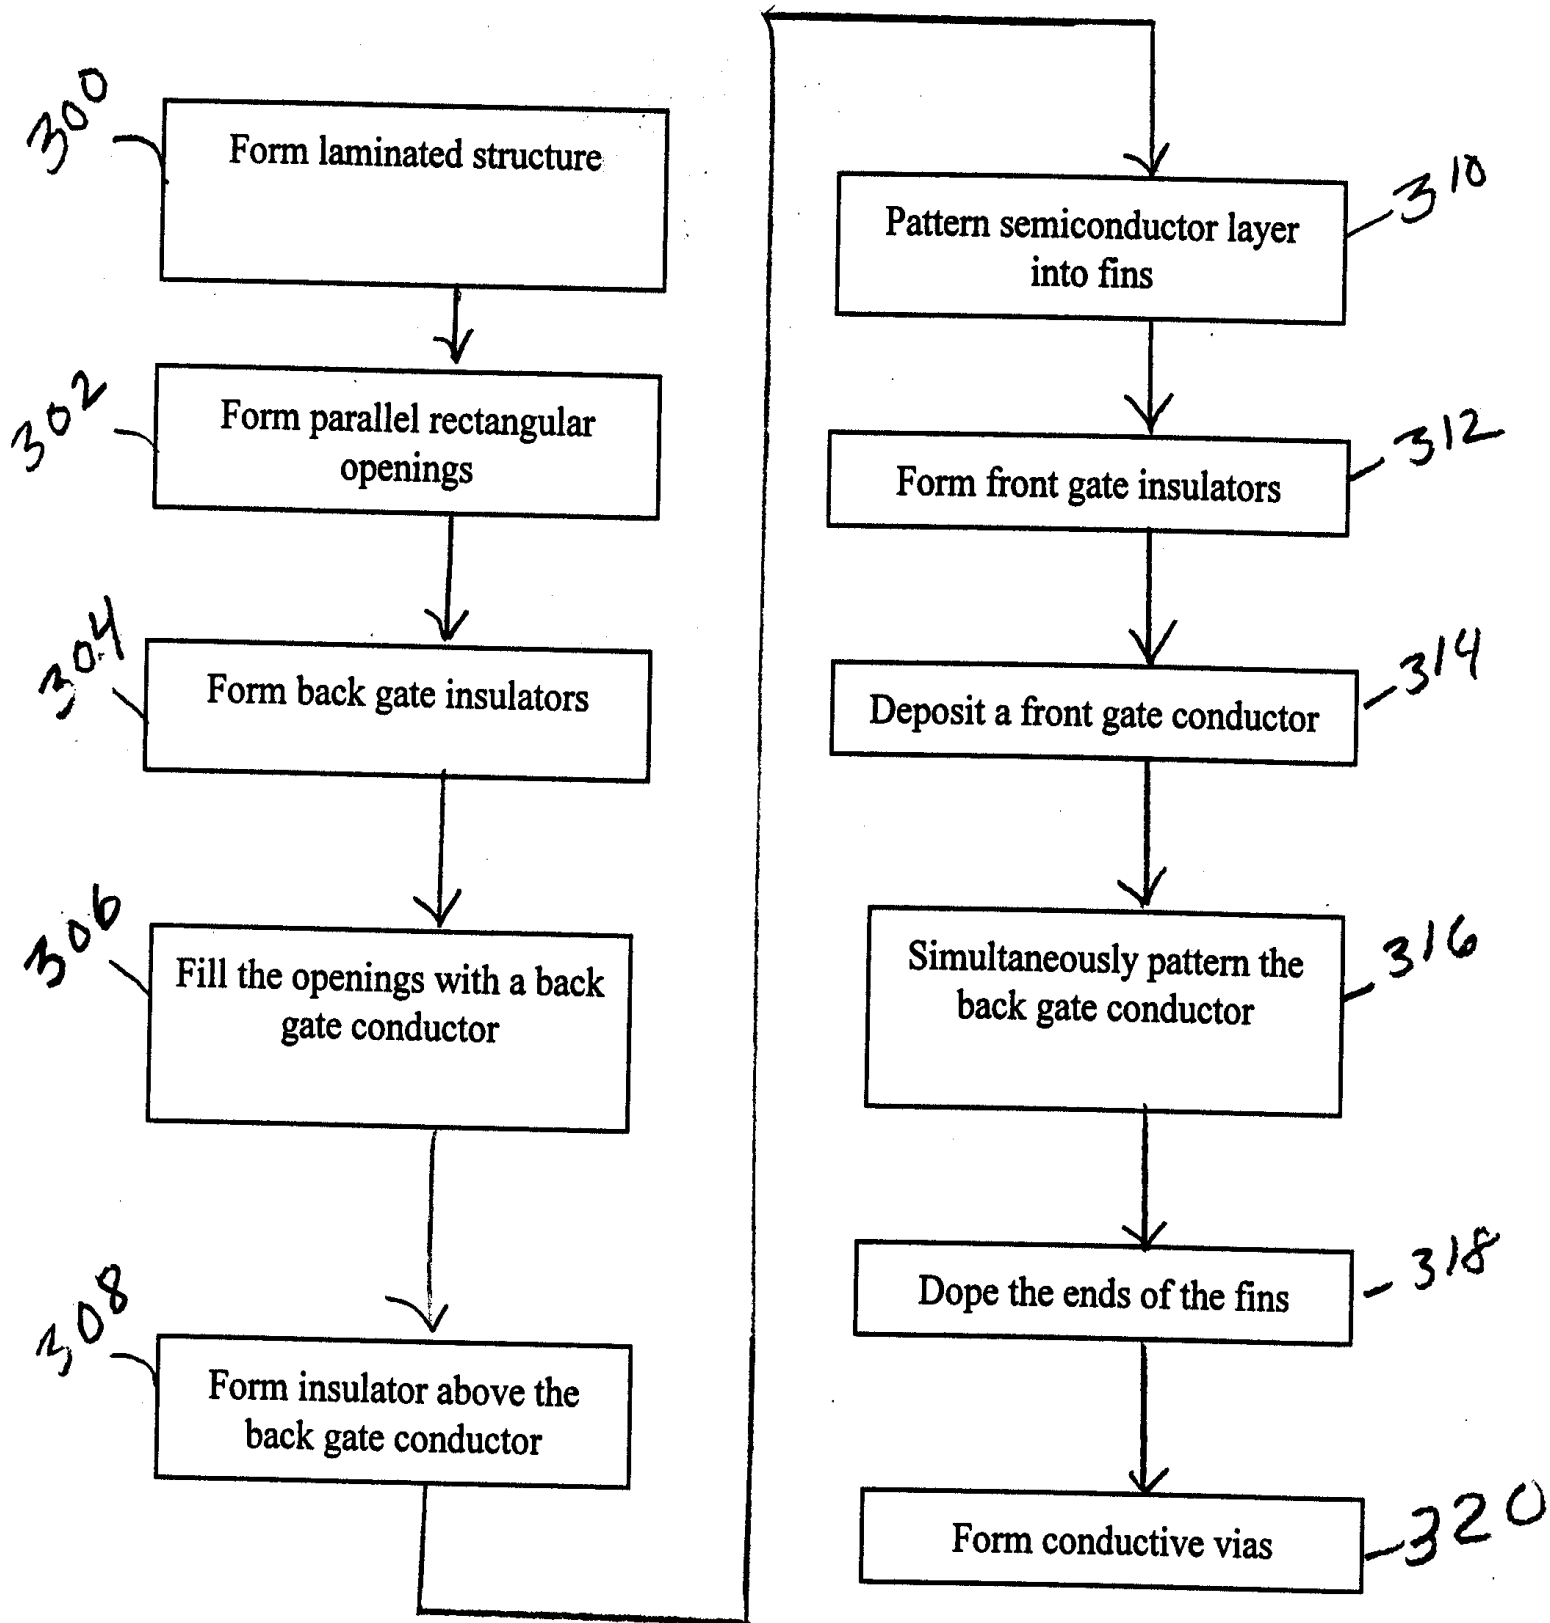 300
Form laminated structure
302
Form parallel rectangular
openings
304
Form back gate insulators
306
Fill the openings with a back
gate conductor
308
Form insulator above the
back gate conductor
310
Pattern semiconductor layer
into fins
312
Form front gate insulators
314
Deposit a front gate conductor
316
Simultaneously pattern the
back gate conductor
318
Dope the ends of the fins
320
Form conductive vias